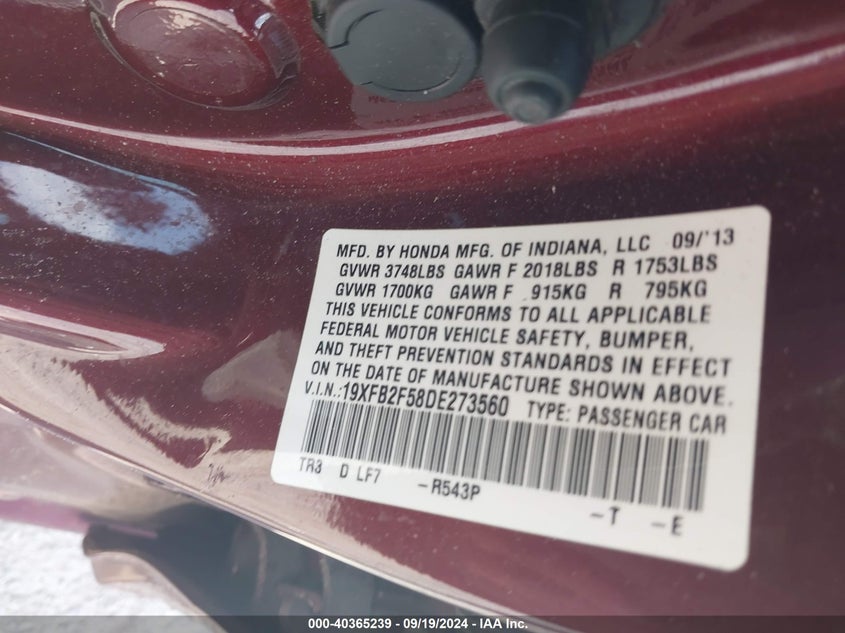 MFD. BY HONDA MFG. OF INDIANA, LLC 09/'13
GVWR 3748LBS GAWR F 2018LBS R 1753LBS
GVWR 1700KG GAWR F 915KG R 795KG
THIS VEHICLE CONFORMS TO ALL APPLICABLE
FEDERAL MOTOR VEHICLE SAFETY, BUMPER,
AND THEFT PREVENTION STANDARDS IN EFFECT
ON THE DATE OF MANUFACTURE SHOWN ABOVE.
V.I.N.:19XFB2F58DE273560 TYPE: PASSENGER CAR
TR3 D LF7 -R543P
-T -E
000-40365239 - 09/19/2024 - IAA Inc.